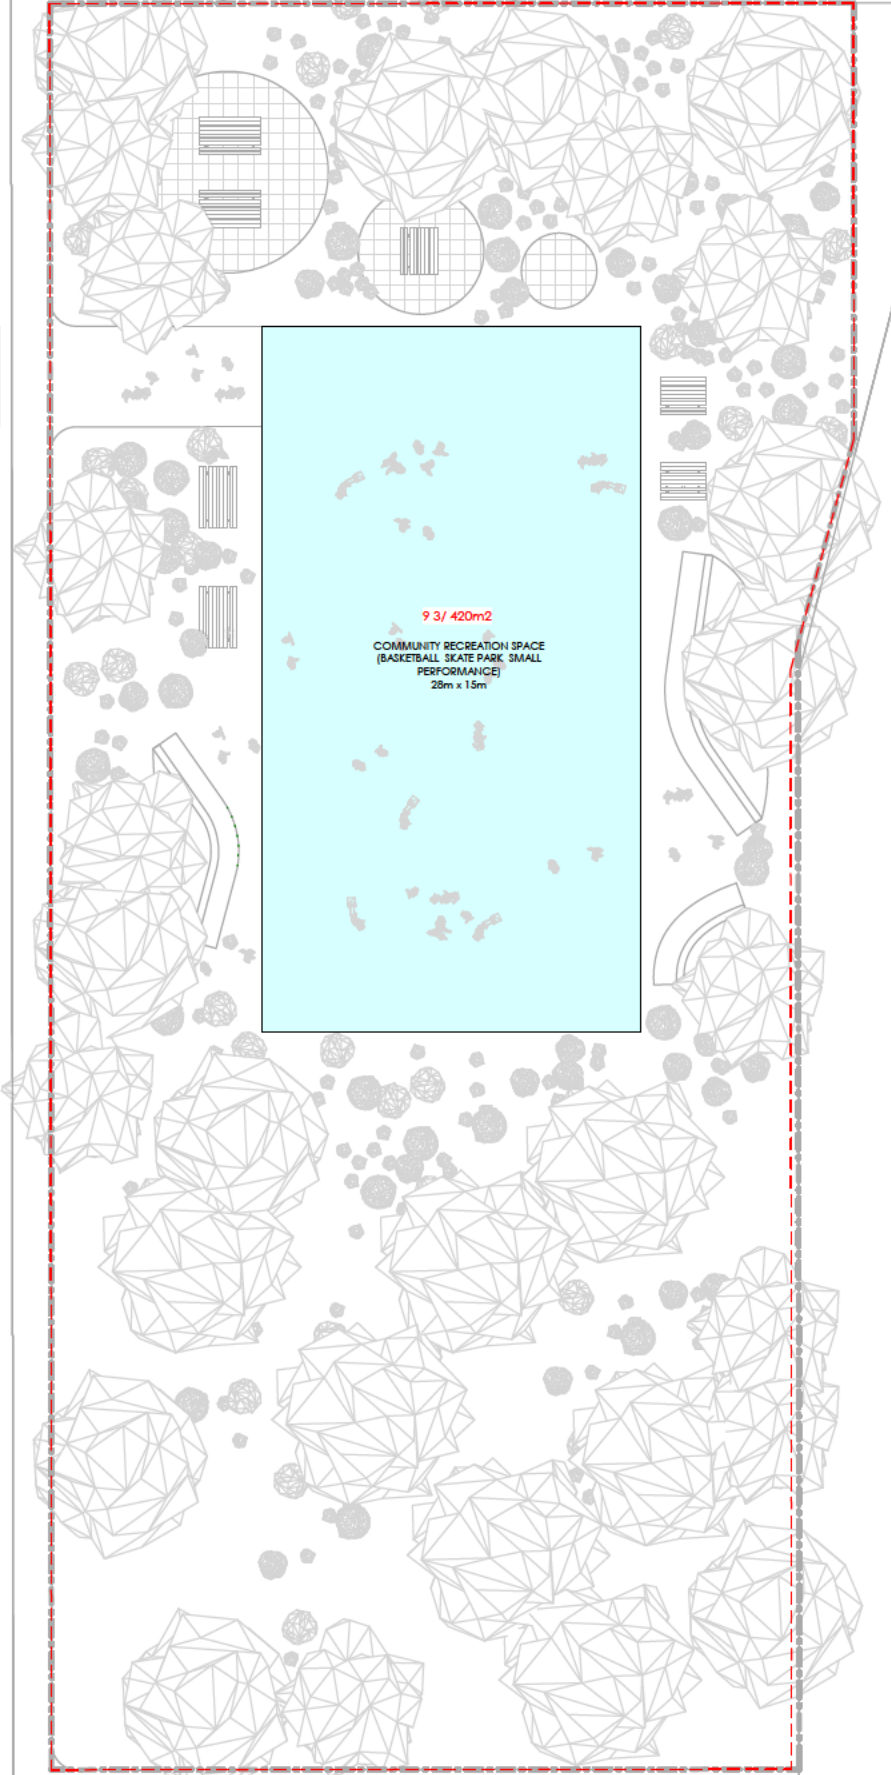 9 3/ 420m2
COMMUNITY RECREATION SPACE
(BASKETBALL SKATE PARK SMALL
PERFORMANCE)
28m x 15m